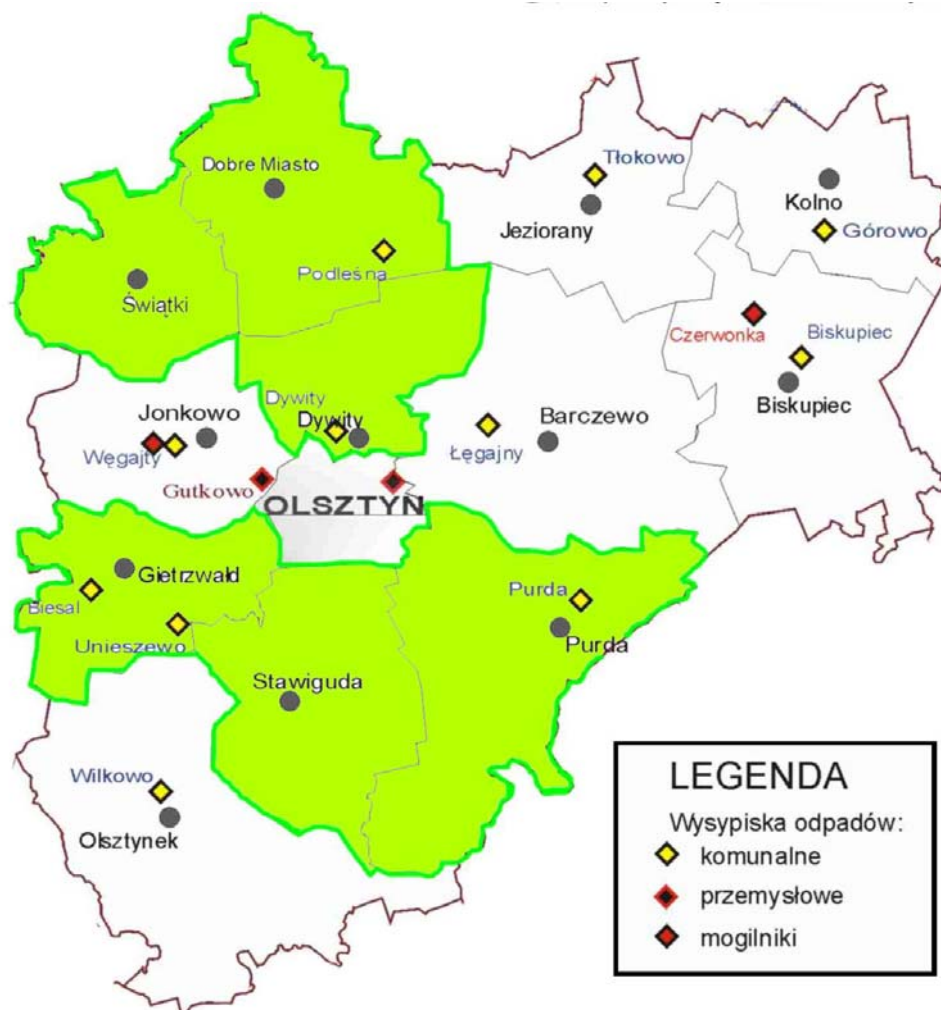 Dobre Miasto
Tłokowo
Jeziorany
Kolno
Górowo
Podleśna
Świątki
Czerwonka
Biskupiec
Biskupiec
Dywity
Dywity
Jonkowo
Węgajty
Barczewo
Łęgajny
Gutkowo
OLSZTYN
Gietrzwałd
Biesal
Unieszewo
Purda
Purda
Stawiguda
Wilkowo
Olsztynek
LEGENDA
Wysypiska odpadów:
komunalne
przemysłowe
mogilniki